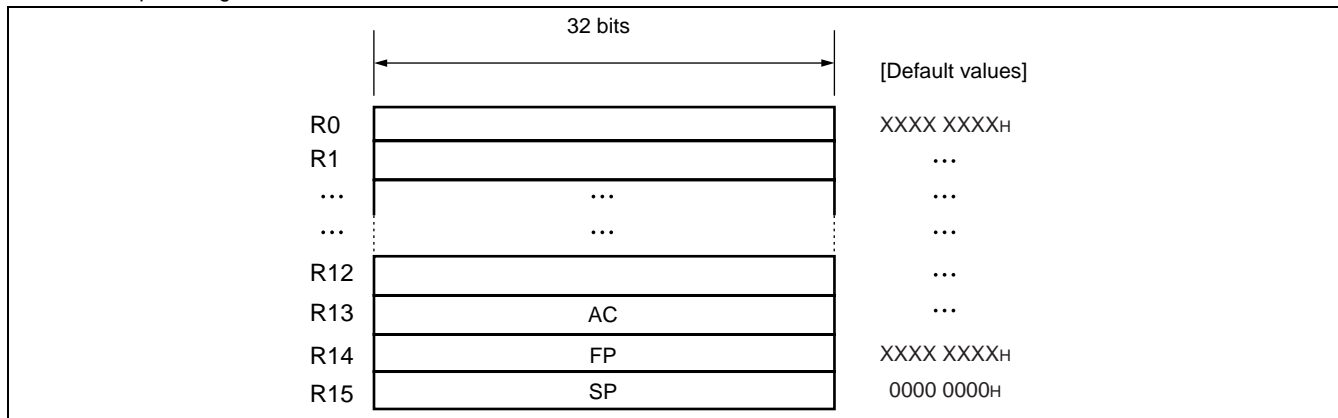 32 bits
[Default values]
R0 XXXX XXXXH
R1 ...
... ... ...
... ... ...
R12 ...
R13 AC ...
R14 FP XXXX XXXXH
R15 SP 0000 0000H